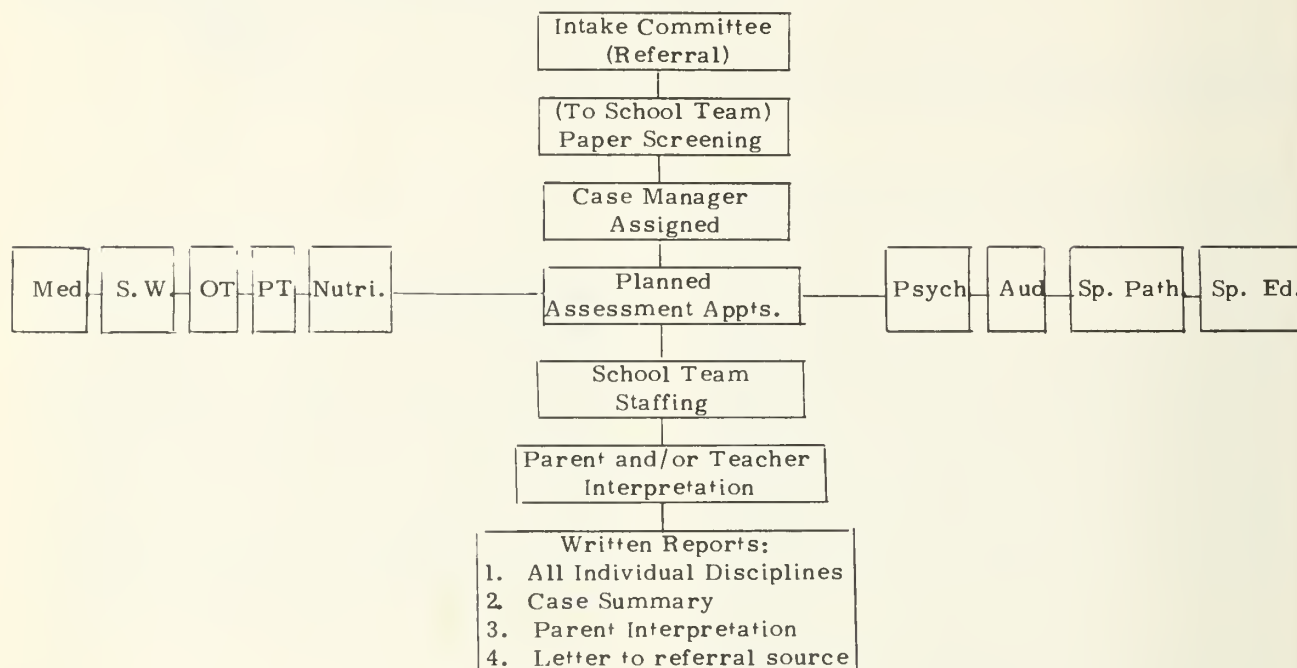 Intake Committee
(Referral)
(To School Team)
Paper Screening
Case Manager
Assigned
Med. S. W. OT PT Nutri. Planned Assessment Appts. Psych Aud Sp. Path. Sp. Ed.
School Team
Staffing
Parent and/or Teacher
Interpretation
Written Reports:
1. All Individual Disciplines
2. Case Summary
3. Parent Interpretation
4. Letter to referral source